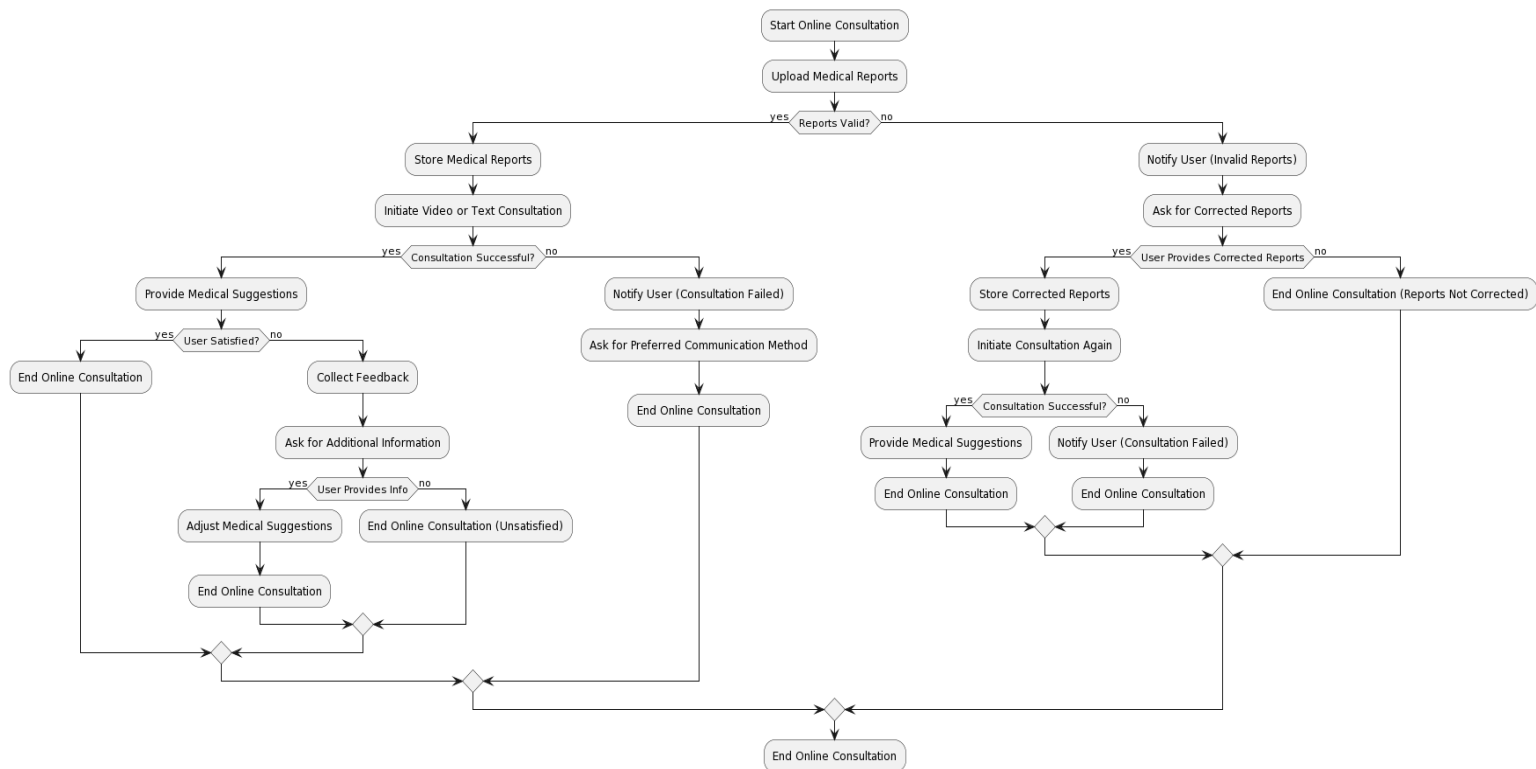 Start Online Consultation
Upload Medical Reports
yes
Reports Valid?
no
Store Medical Reports
Notify User (Invalid Reports)
Initiate Video or Text Consultation
Ask for Corrected Reports
yes
Consultation Successful?
no
yes
User Provides Corrected Reports
no
Provide Medical Suggestions
Notify User (Consultation Failed)
Store Corrected Reports
End Online Consultation (Reports Not Corrected)
yes
User Satisfied?
no
Ask for Preferred Communication Method
Initiate Consultation Again
End Online Consultation
Collect Feedback
End Online Consultation
yes
Consultation Successful?
no
Ask for Additional Information
Provide Medical Suggestions
Notify User (Consultation Failed)
yes
User Provides Info
no
End Online Consultation
End Online Consultation
Adjust Medical Suggestions
End Online Consultation (Unsatisfied)
End Online Consultation
End Online Consultation